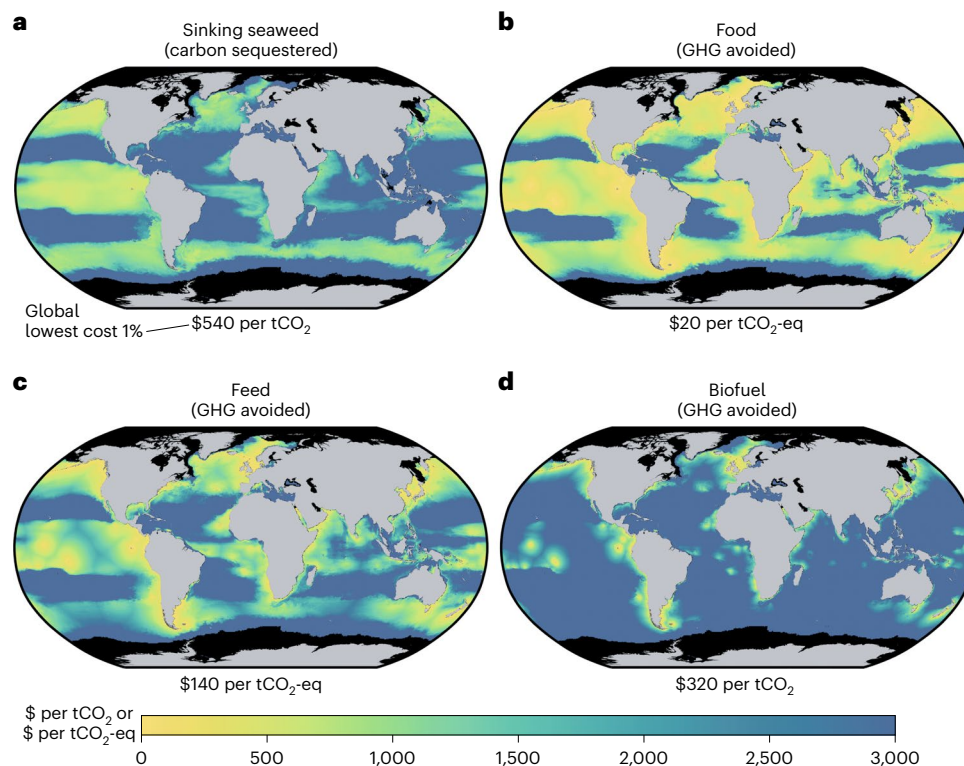 a
Sinking seaweed
(carbon sequestered)
b
Food
(GHG avoided)
Global
lowest cost 1%
$540 per tCO₂
$20 per tCO₂-eq
c
Feed
(GHG avoided)
d
Biofuel
(GHG avoided)
$140 per tCO₂-eq
$320 per tCO₂
$ per tCO₂ or
$ per tCO₂-eq
0 500 1,000 1,500 2,000 2,500 3,000